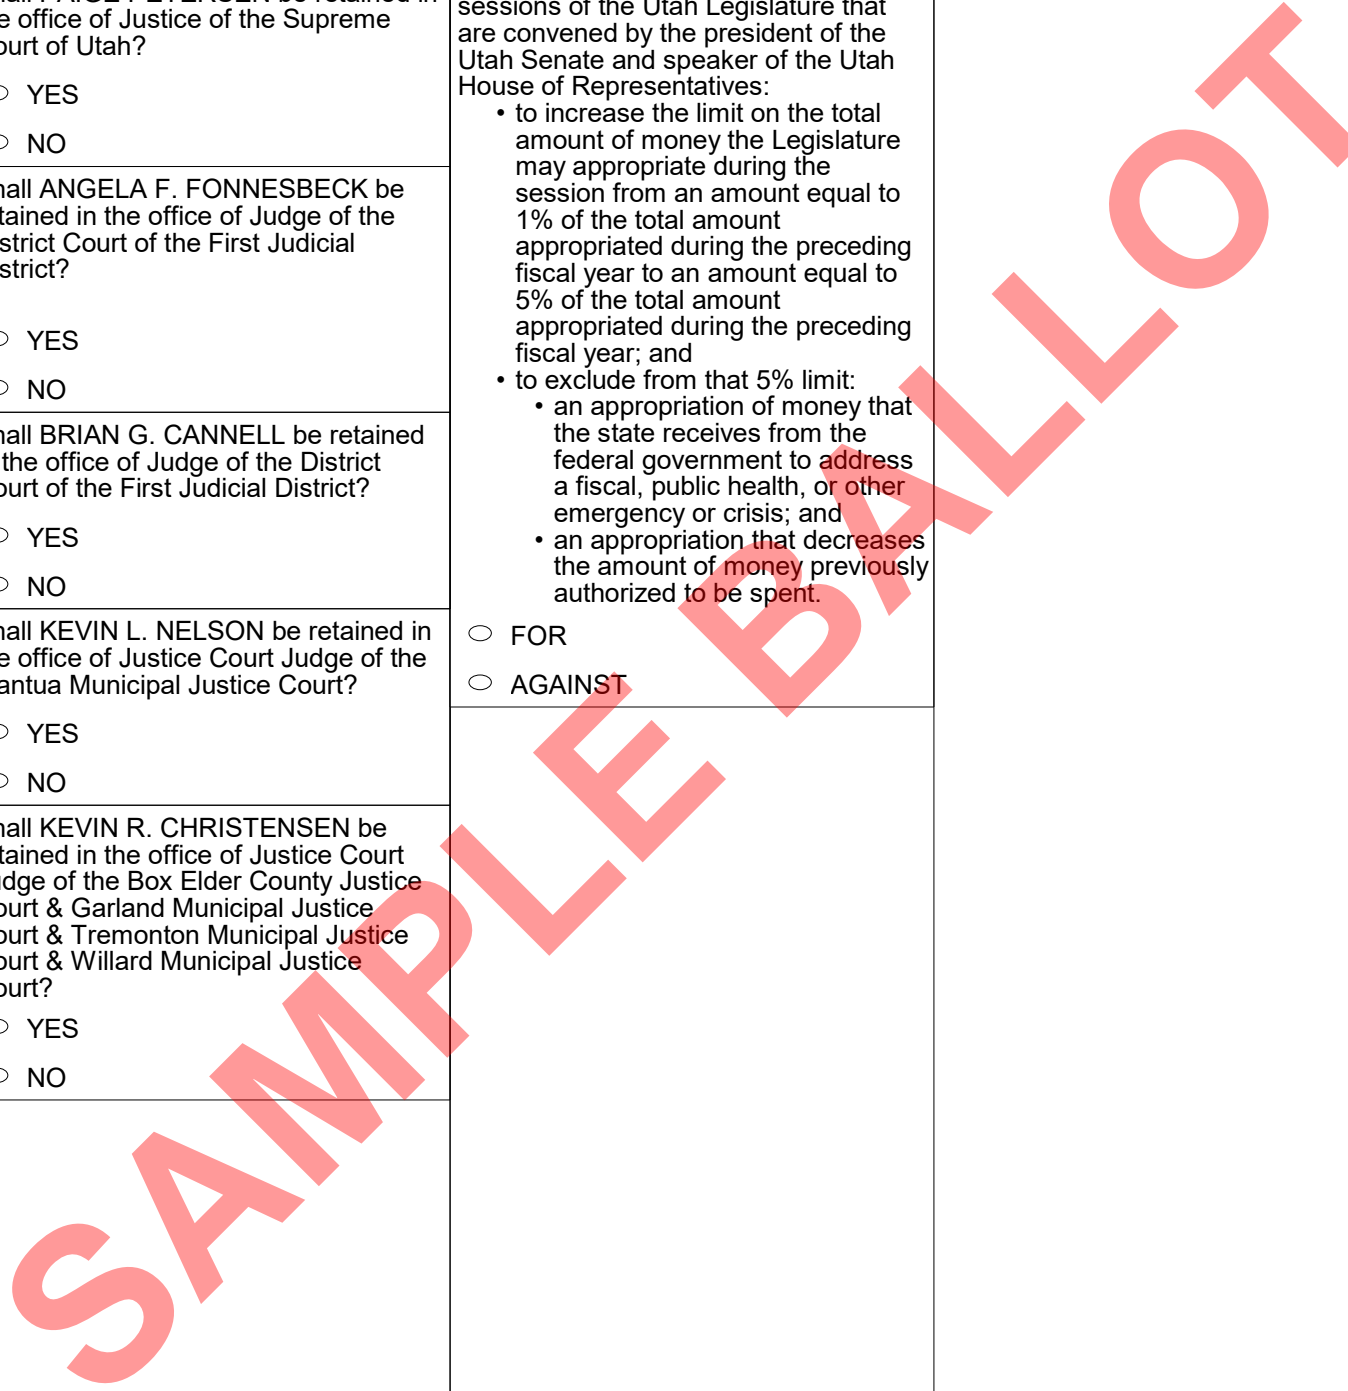 PAIGE PETERSEN be retained in
e office of Justice of the Supreme
ourt of Utah?
YES
NO
hall ANGELA F. FONNESBECK be
tained in the office of Judge of the
strict Court of the First Judicial
strict?
YES
NO
hall BRIAN G. CANNELL be retained
the office of Judge of the District
ourt of the First Judicial District?
YES
NO
hall KEVIN L. NELSON be retained in
e office of Justice Court Judge of the
antua Municipal Justice Court?
YES
NO
hall KEVIN R. CHRISTENSEN be
tained in the office of Justice Court
udge of the Box Elder County Justice
ourt & Garland Municipal Justice
ourt & Tremonton Municipal Justice
ourt & Willard Municipal Justice
ourt?
YES
NO
sessions of the Utah Legislature that
are convened by the president of the
Utah Senate and speaker of the Utah
House of Representatives:
• to increase the limit on the total
amount of money the Legislature
may appropriate during the
session from an amount equal to
1% of the total amount
appropriated during the preceding
fiscal year to an amount equal to
5% of the total amount
appropriated during the preceding
fiscal year; and
• to exclude from that 5% limit:
• an appropriation of money that
the state receives from the
federal government to address
a fiscal, public health, or other
emergency or crisis; and
• an appropriation that decreases
the amount of money previously
authorized to be spent.
FOR
AGAINST
SAMPLE BALLOT